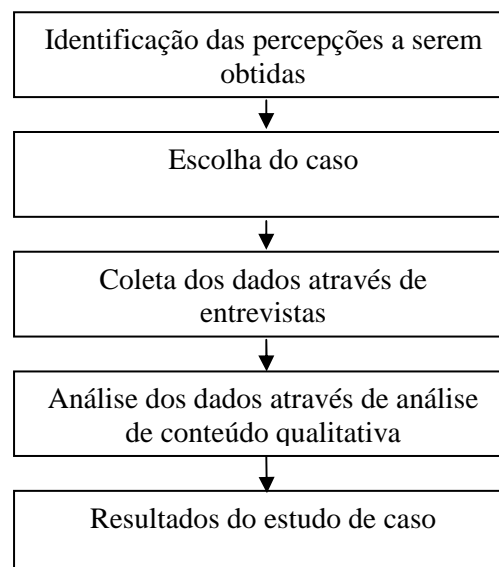 Identificação das percepções a serem
obtidas
Escolha do caso
Coleta dos dados através de
entrevistas
Análise dos dados através de análise
de conteúdo qualitativa
Resultados do estudo de caso